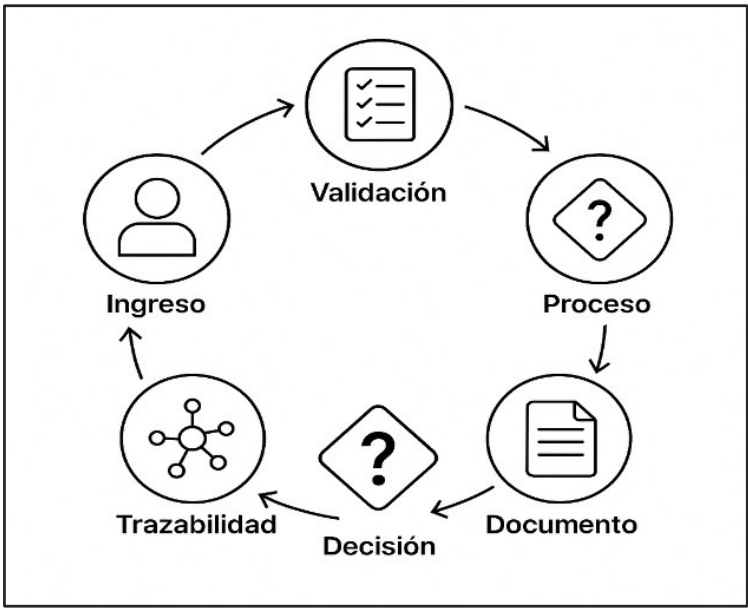 Validación
?
Ingreso
Proceso
?
Trazabilidad
Documento
Decisión